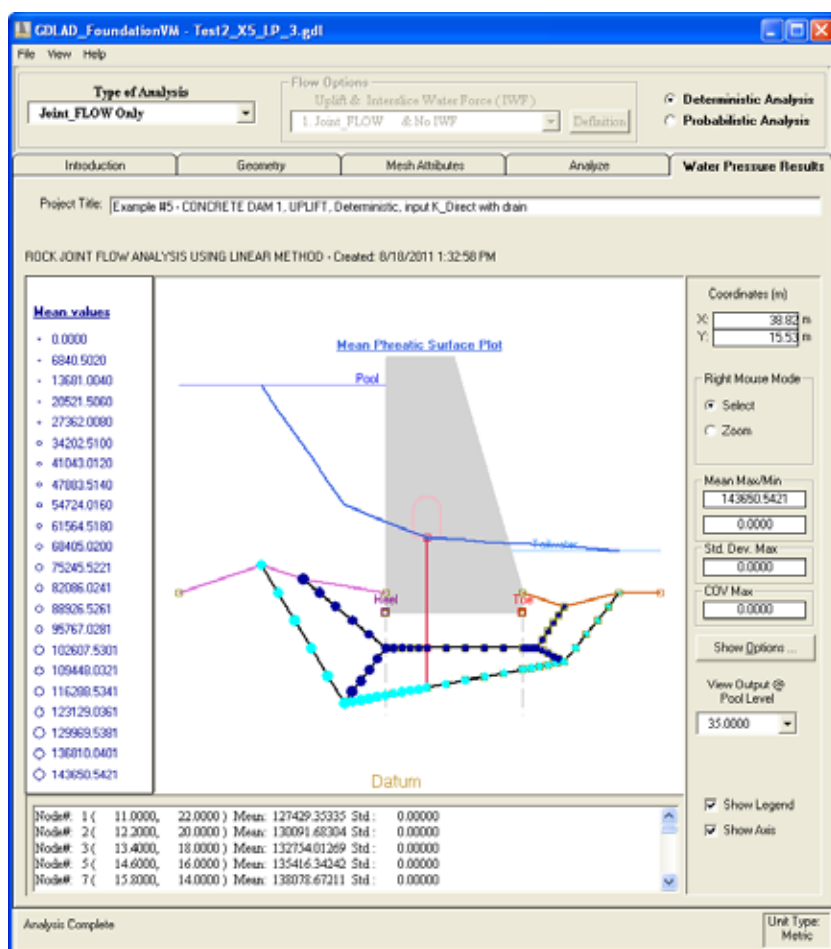 GDLAD_FoundationVM - Test2_X5_LP_3.gdl
File View Help
Type of Analysis
Joint_FLOW Only
Flow Options
Uplift & Interslice Water Force (IWF)
1. Joint_FLOW & No IWF
Definition
Deterministic Analysis
Probabilistic Analysis
Introduction
Geometry
Mesh Attributes
Analyze
Water Pressure Results
Project Title: Example #5 - CONCRETE DAM 1, UPLIFT, Deterministic, input K_Direct with drain
ROCK JOINT FLOW ANALYSIS USING LINEAR METHOD - Created: 8/18/2011 1:32:58 PM
Mean values
0.0000
6840.5020
13681.0040
20521.5060
27362.0080
34202.5100
41043.0120
47883.5140
54724.0160
61564.5180
68405.0200
75245.5221
82086.0241
88926.5261
95767.0281
102607.5301
109448.0321
116288.5341
123129.0361
129969.5381
136810.0401
143650.5421
Mean Phreatic Surface Plot
Pool
Tailwater
Heel
Toe
Datum
Coordinates (m)
X: 38.82 m
Y: 15.53 m
Right Mouse Mode
Select
Zoom
Mean Max/Min
143650.5421
0.0000
Std. Dev. Max
0.0000
COV Max
0.0000
Show Options ...
View Output @
Pool Level
35.0000
Show Legend
Show Axis
Node#: 1 ( 11.0000, 22.0000 ) Mean: 127429.35335 Std : 0.00000
Node#: 2 ( 12.2000, 20.0000 ) Mean: 130091.68304 Std : 0.00000
Node#: 3 ( 13.4000, 18.0000 ) Mean: 132754.01269 Std : 0.00000
Node#: 5 ( 14.6000, 16.0000 ) Mean: 135416.34242 Std : 0.00000
Node#: 7 ( 15.8000, 14.0000 ) Mean: 138078.67211 Std : 0.00000
Analysis Complete
Unit Type:
Metric